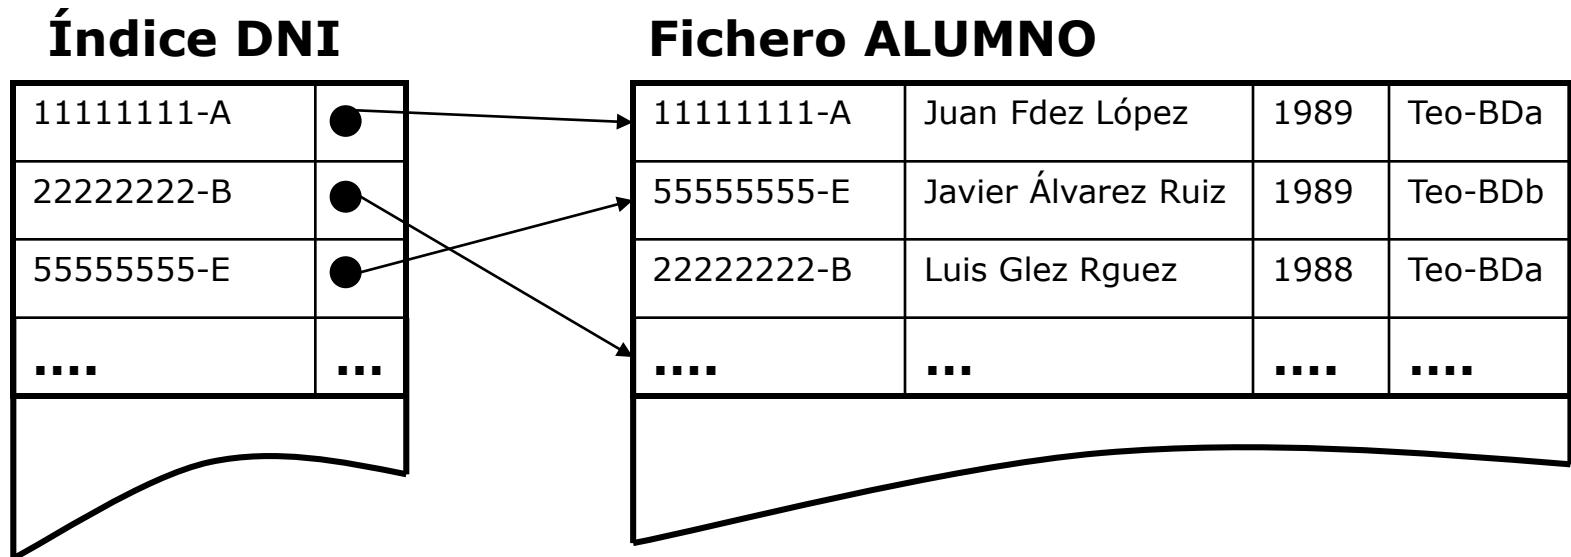 Índice DNI Fichero ALUMNO
11111111-A 11111111-A Juan Fdez López 1989 Teo-BDa
22222222-B 55555555-E Javier Álvarez Ruiz 1989 Teo-BDb
55555555-E 22222222-B Luis Glez Rguez 1988 Teo-BDa
.... ... .... ... .... ....